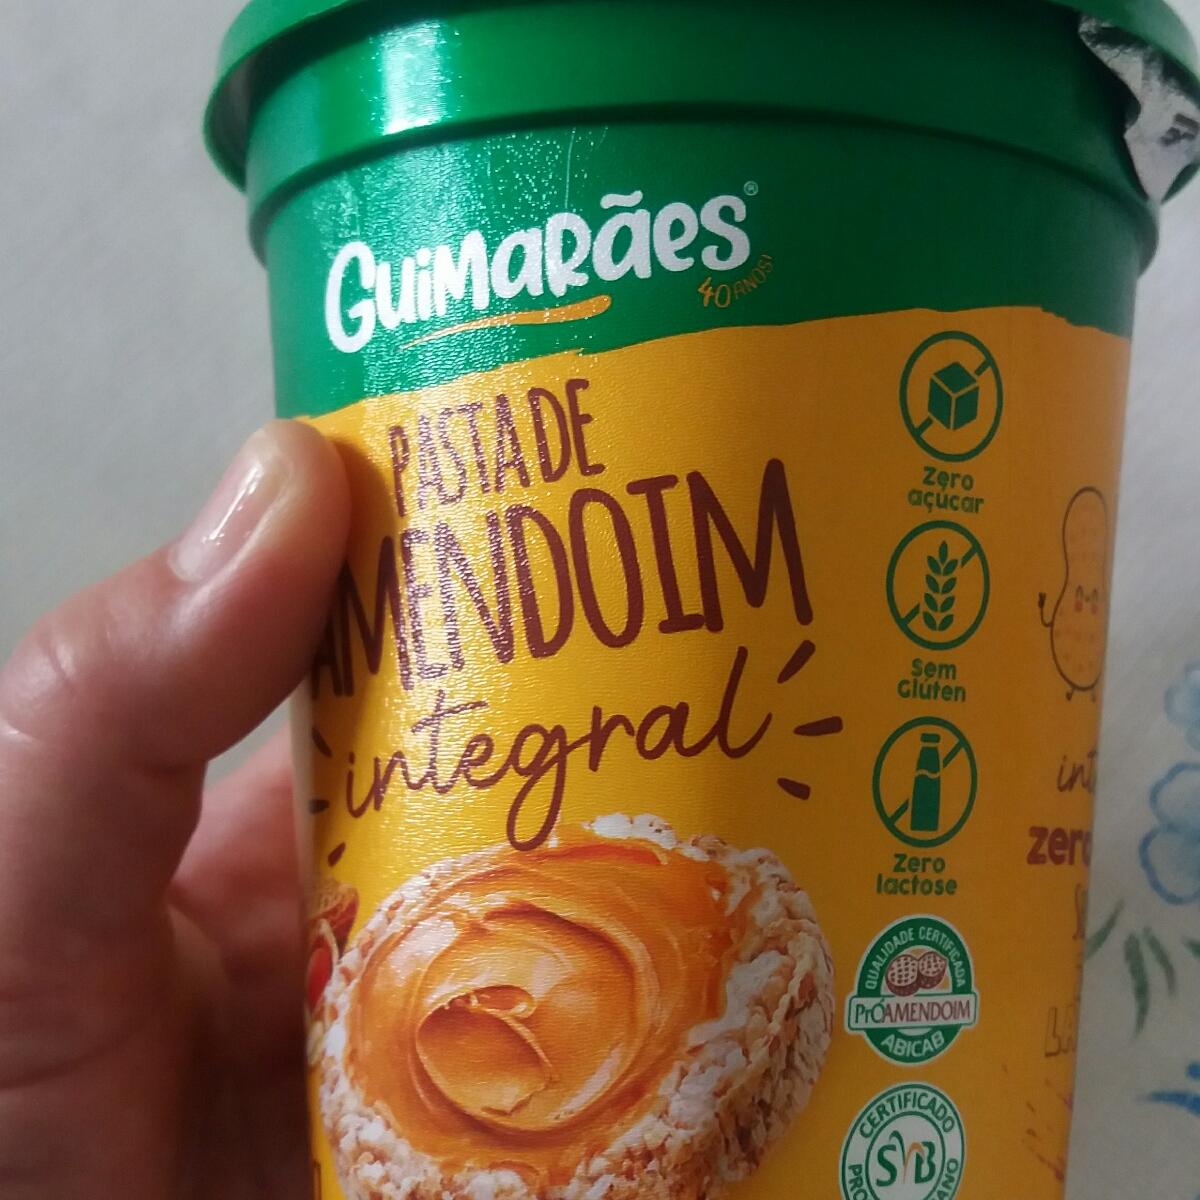 Guimarães®
40 ANOS!
PASTA DE
AMENDOIM
integral
Zero
açúcar
Sem
Glúten
Zero
lactose
QUALIDADE CERTIFICADA
PróAMENDOIM
ABICAB
CERTIFICADO
SVB
zero